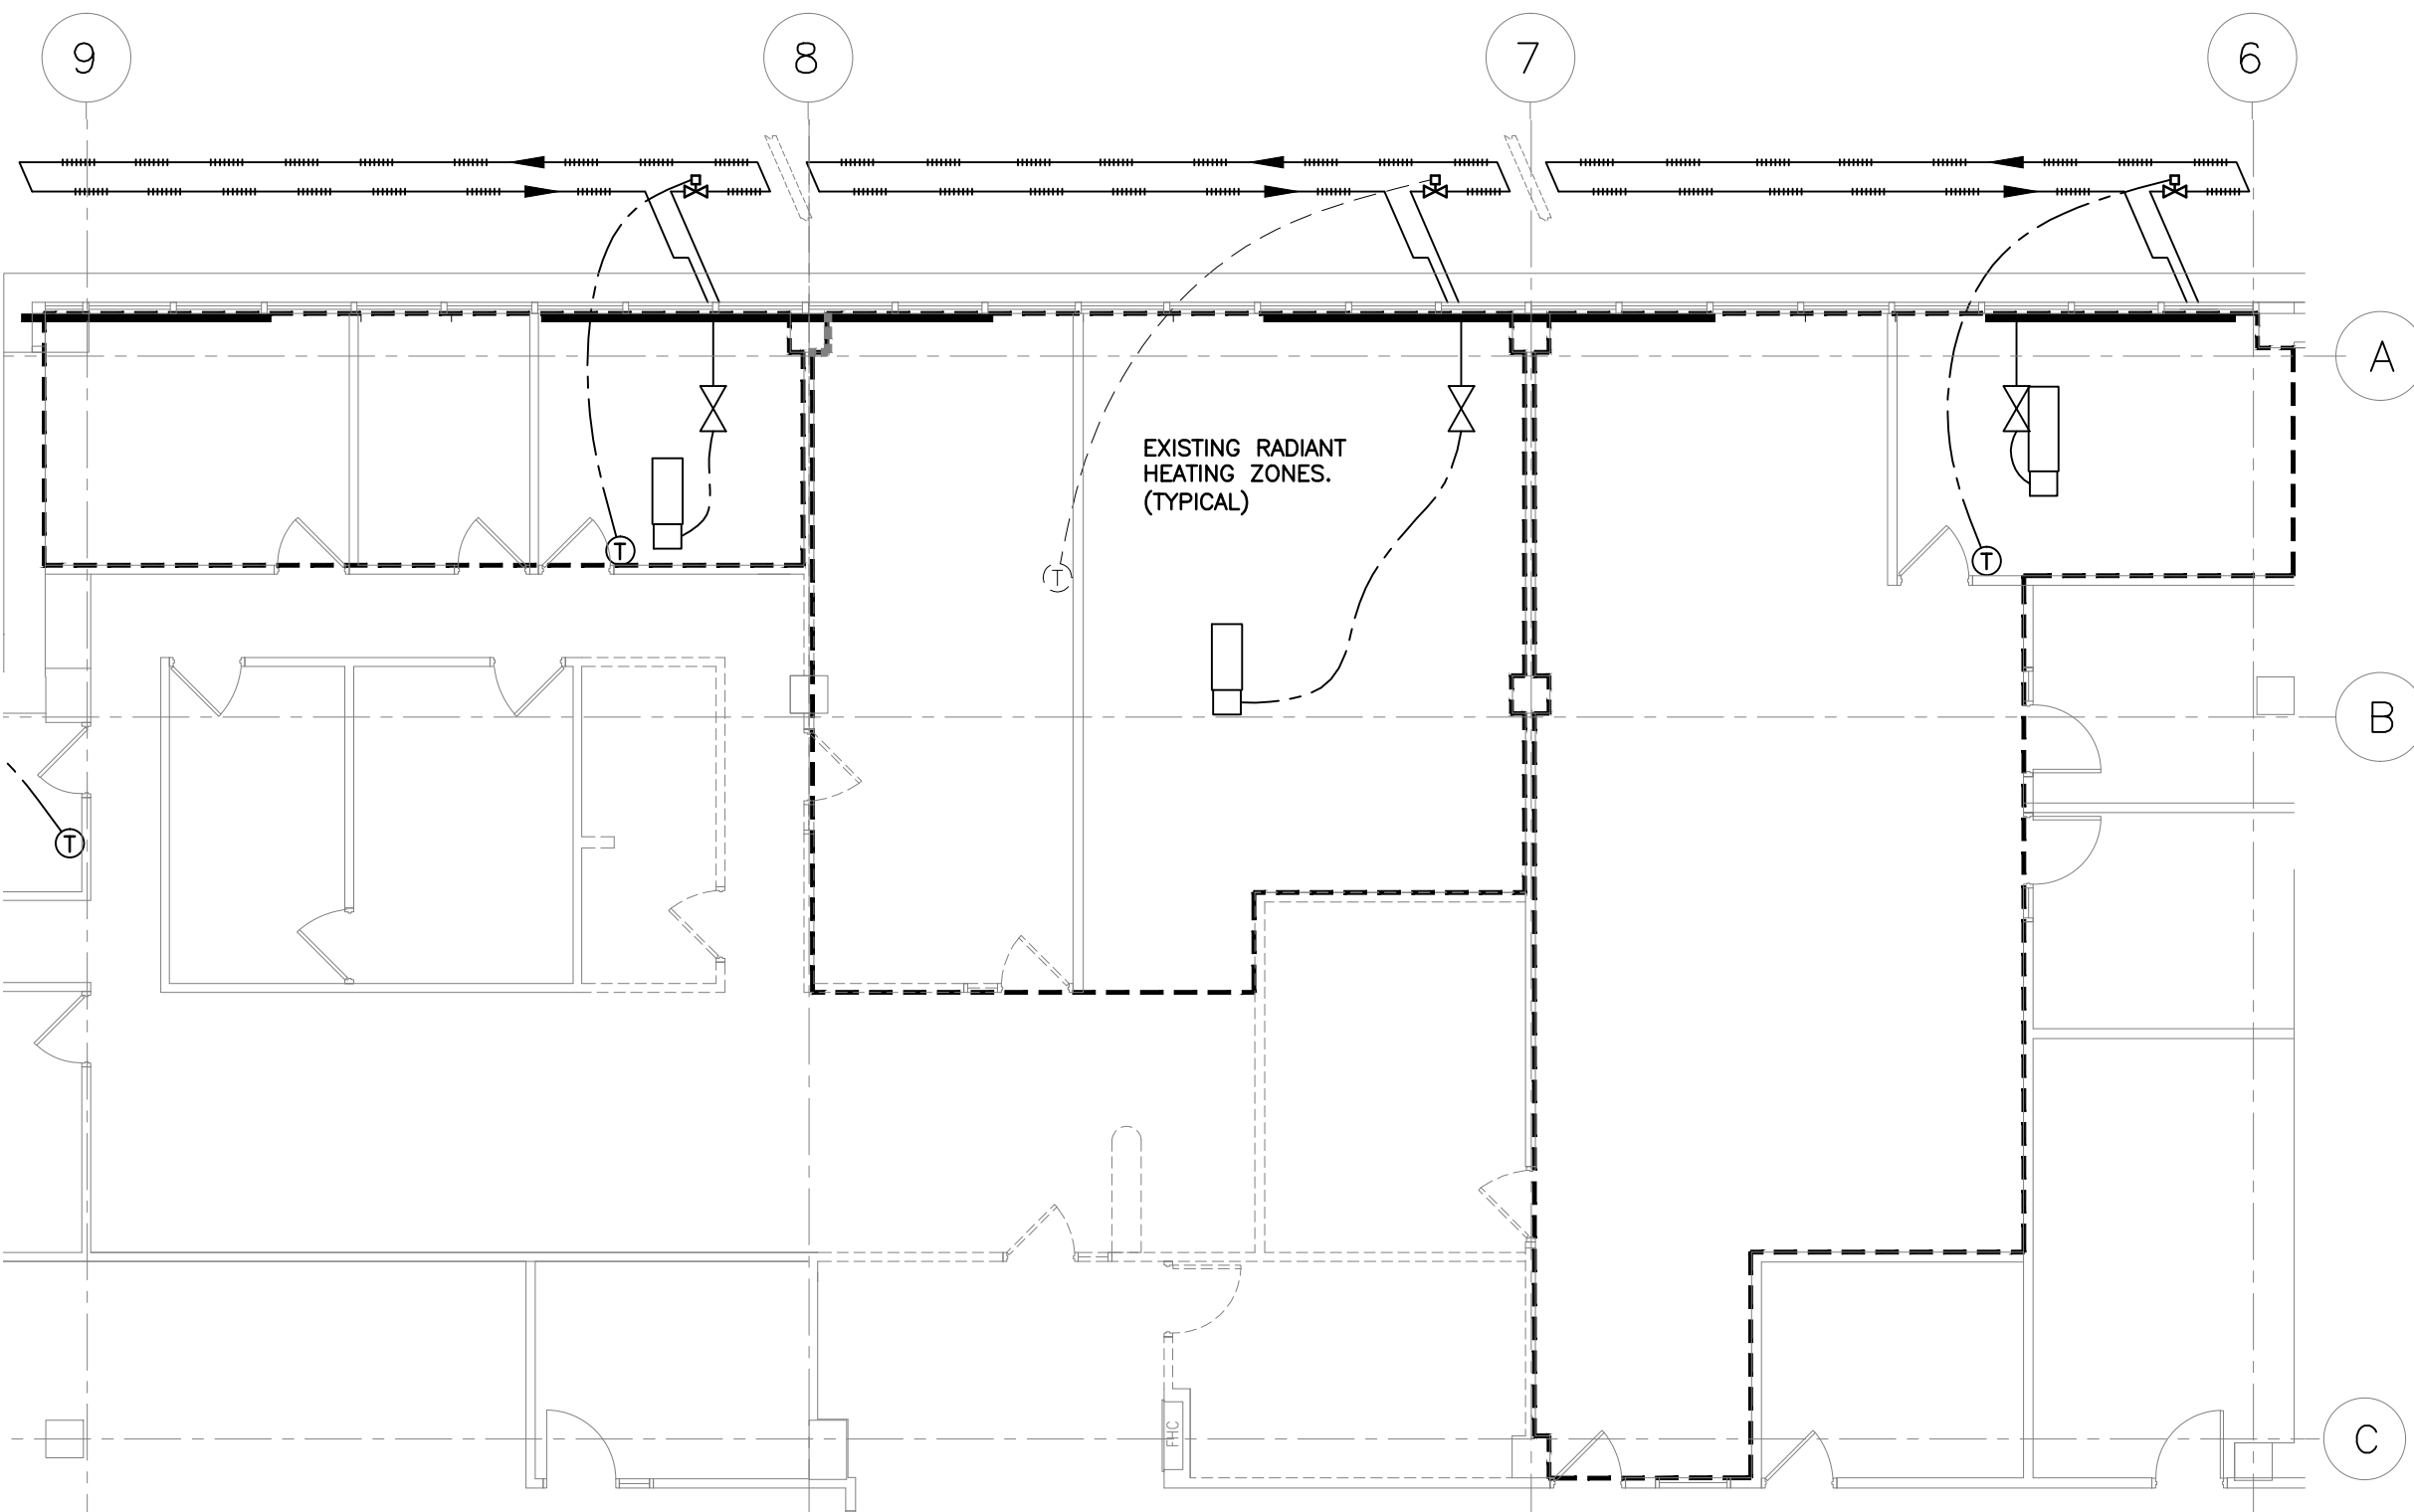 9 8 7 6
A
EXISTING RADIANT
HEATING ZONES.
(TYPICAL)
T
T
T
B
T
FHC
C